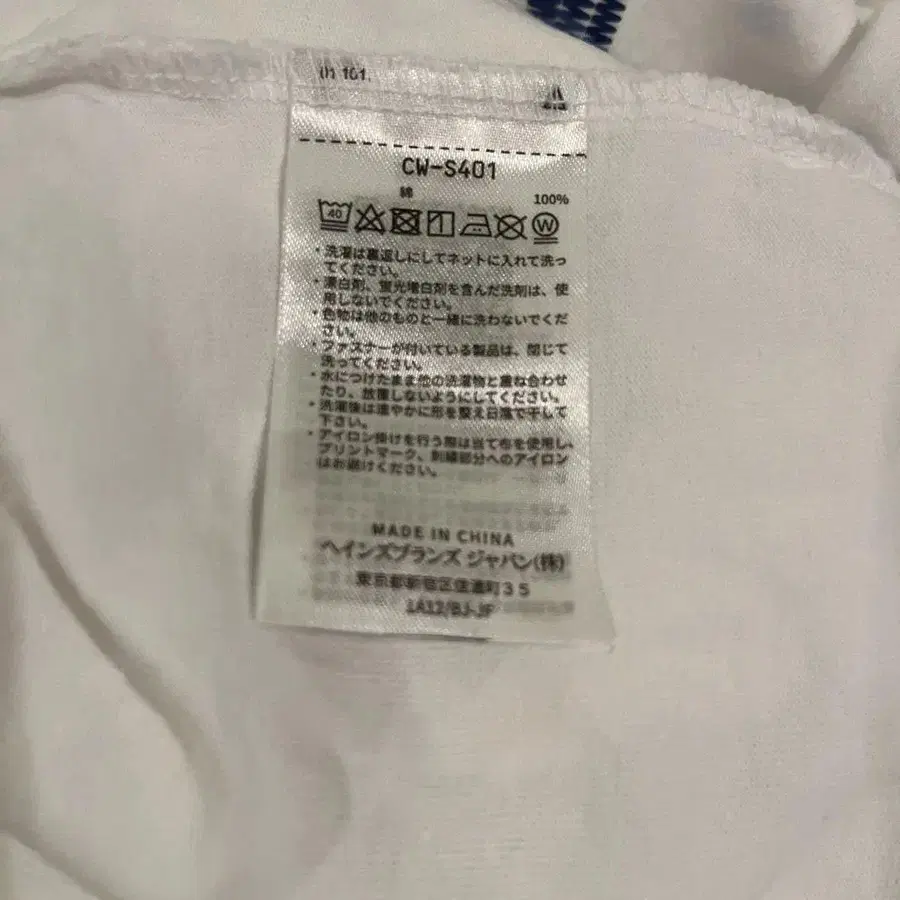 101
CW-S401
綿 100%
40
W
・洗濯は裏返しにしてネットに入れて洗っ
てください。
・漂白剤、蛍光増白剤を含んだ洗剤は、使
用しないでください。
・色物は他のものと一緒に洗わないでくだ
さい。
・ファスナーが付いている製品は、閉じて
洗ってください。
・水につけたまま他の洗濯物と重ね合わせ
たり、放置しないようにしてください。
・洗濯後は速やかに形を整え日蔭で干して
下さい。
・アイロン掛けを行う際は当て布を使用し、
プリントマーク、刺繍部分へのアイロン
はお避けください。
MADE IN CHINA
ヘインズブランズ ジャパン(株)
東京都新宿区信濃町35
1A12/BJ-JF